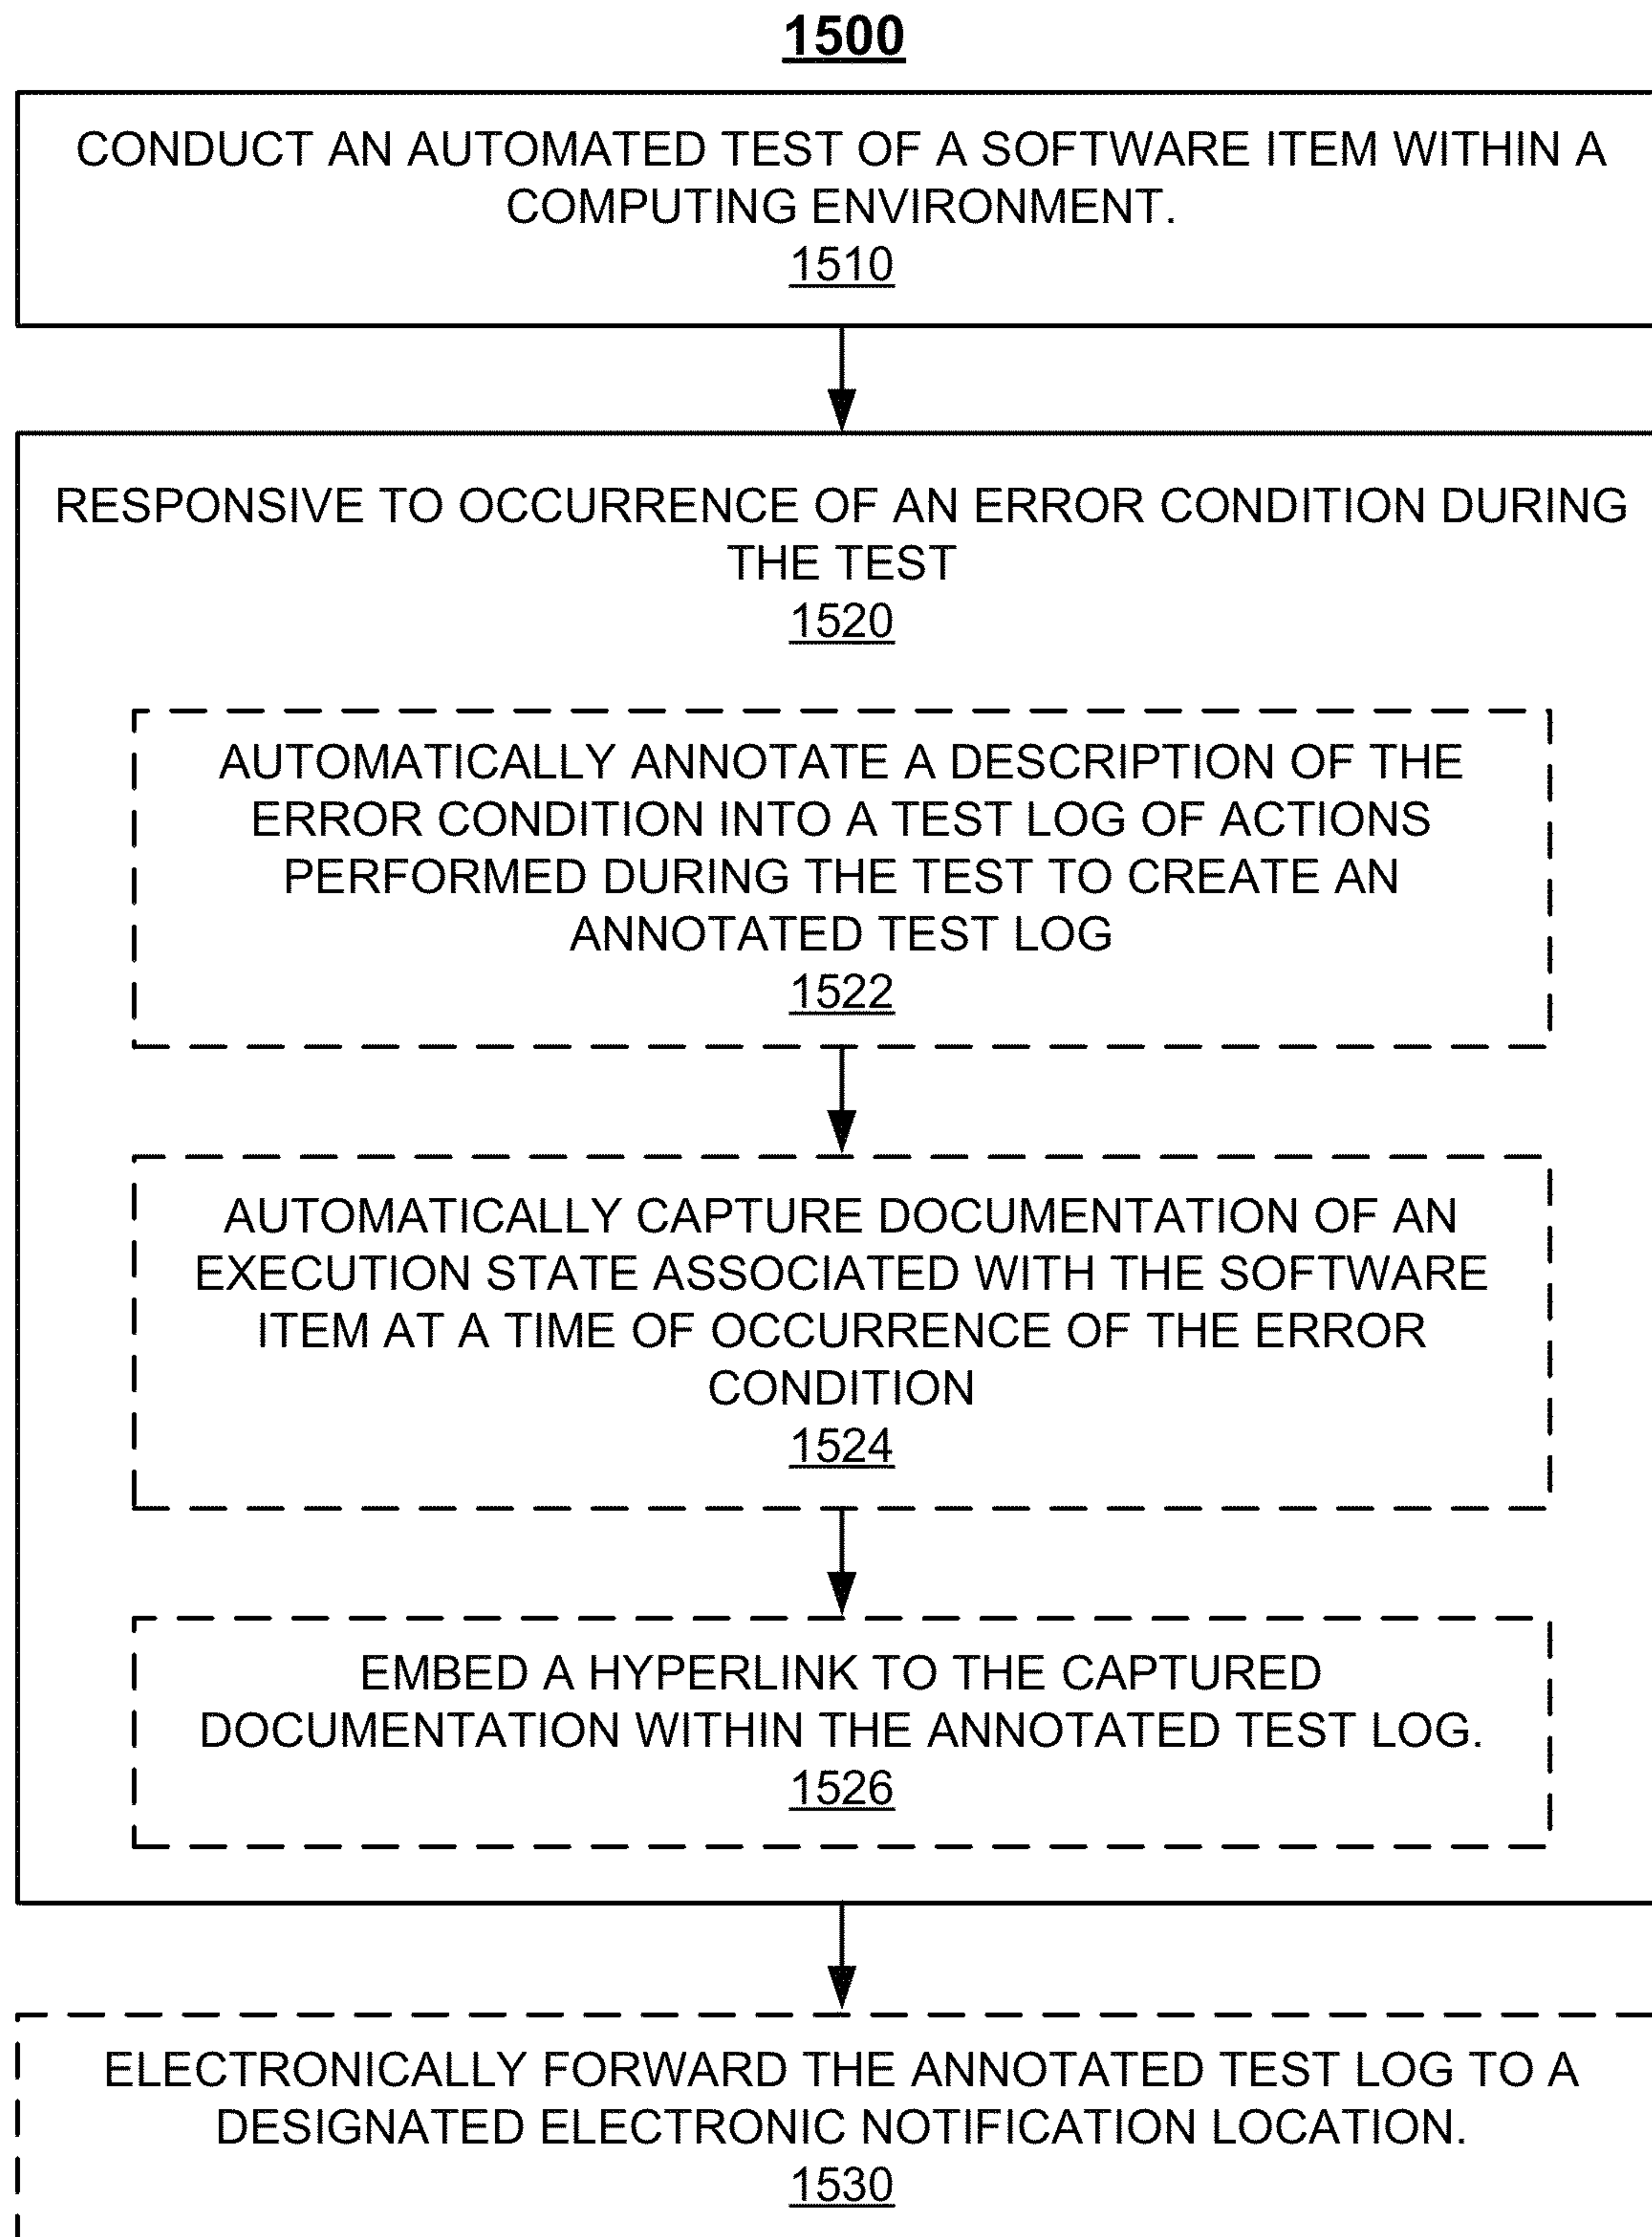 1500
CONDUCT AN AUTOMATED TEST OF A SOFTWARE ITEM WITHIN A
COMPUTING ENVIRONMENT.
1510
RESPONSIVE TO OCCURRENCE OF AN ERROR CONDITION DURING
THE TEST
1520
AUTOMATICALLY ANNOTATE A DESCRIPTION OF THE
ERROR CONDITION INTO A TEST LOG OF ACTIONS
PERFORMED DURING THE TEST TO CREATE AN
ANNOTATED TEST LOG
1522
AUTOMATICALLY CAPTURE DOCUMENTATION OF AN
EXECUTION STATE ASSOCIATED WITH THE SOFTWARE
ITEM AT A TIME OF OCCURRENCE OF THE ERROR
CONDITION
1524
EMBED A HYPERLINK TO THE CAPTURED
DOCUMENTATION WITHIN THE ANNOTATED TEST LOG.
1526
ELECTRONICALLY FORWARD THE ANNOTATED TEST LOG TO A
DESIGNATED ELECTRONIC NOTIFICATION LOCATION.
1530